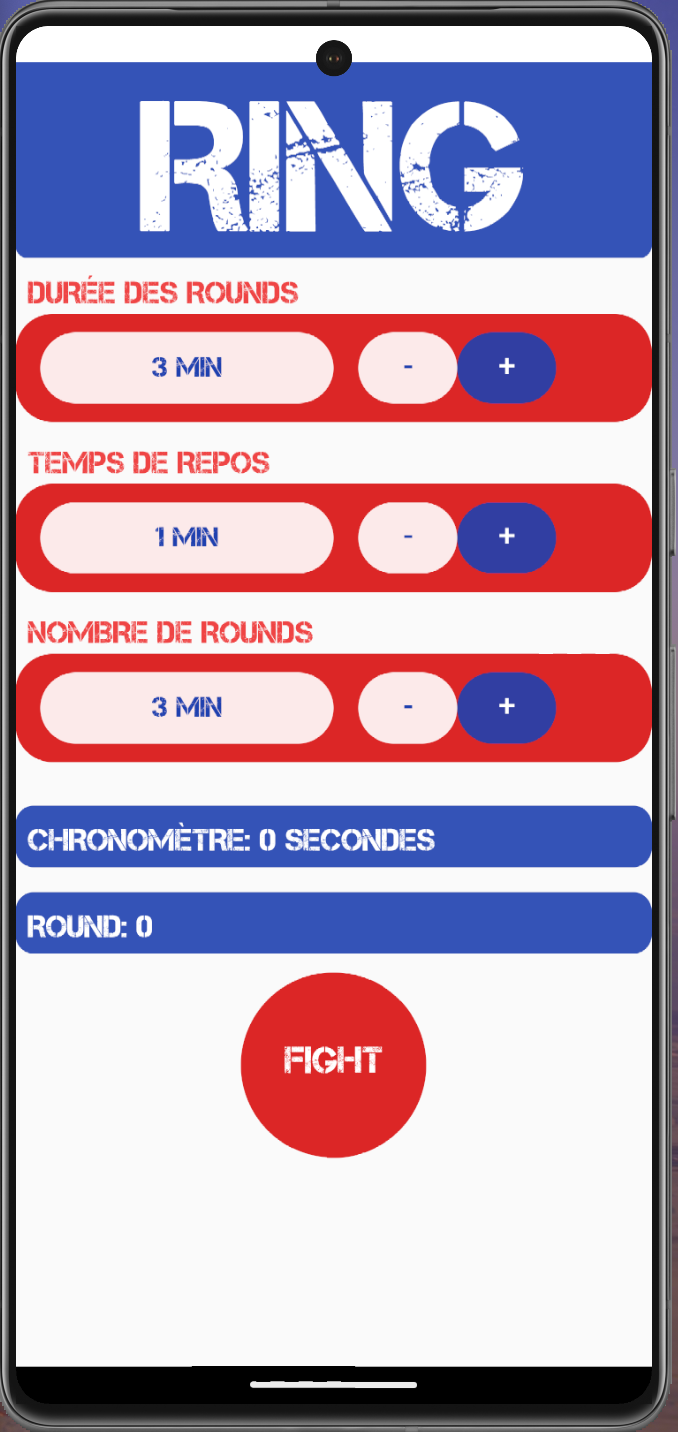 RING
DURÉE DES ROUNDS
3 MIN - +
TEMPS DE REPOS
1 MIN - +
NOMBRE DE ROUNDS
3 MIN - +
CHRONOMÈTRE: 0 SECONDES
ROUND: 0
FIGHT